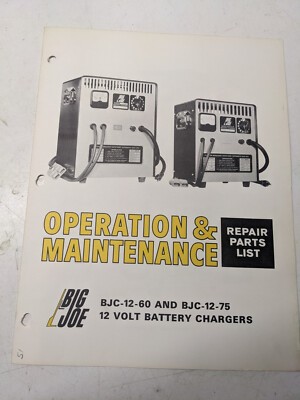 OPERATION &
MAINTENANCE
REPAIR
PARTS
LIST
BIG
JOE
BJC-12-60 AND BJC-12-75
12 VOLT BATTERY CHARGERS